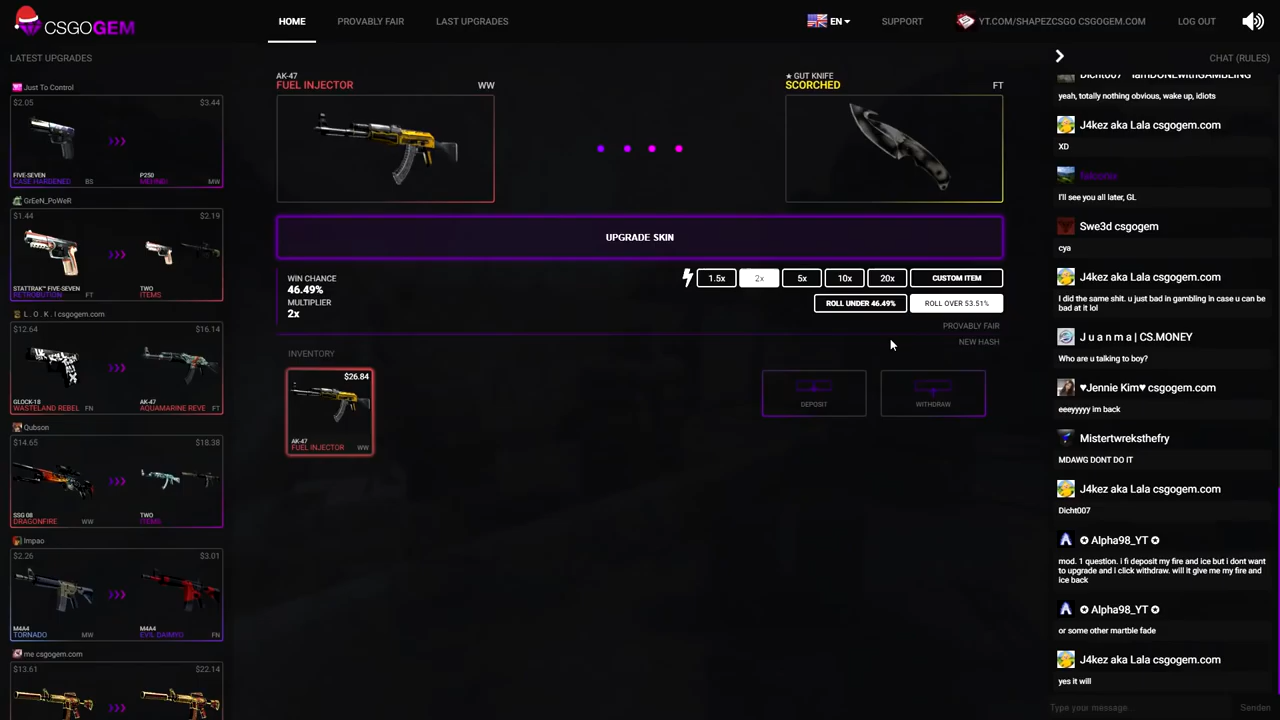 CSGOGEM
HOME
PROVABLY FAIR
LAST UPGRADES
EN
SUPPORT
YT.COM/SHAPEZCSGO CSGOGEM.COM
LOG OUT
LATEST UPGRADES
Just To Control
$2.05
$3.44
FIVE-SEVEN
CASE HARDENED
BS
P250
MW
GrEeN_PoWeR
$1.44
$2.19
STATTRAK™ FIVE-SEVEN
RETROBUTION
FT
TWO
ITEMS
L . O . K . I csgogem.com
$12.64
$16.14
GLOCK-18
WASTELAND REBEL
FN
AK-47
AQUAMARINE REVE
FT
Qubson
$14.65
$18.38
SSG 08
DRAGONFIRE
WW
TWO
ITEMS
Impao
$2.26
$3.01
M4A4
TORNADO
MW
M4A4
EVIL DAIMYO
FN
me csgogem.com
$13.61
$22.14
AK-47
FUEL INJECTOR
WW
★ GUT KNIFE
SCORCHED
FT
UPGRADE SKIN
WIN CHANCE
46.49%
MULTIPLIER
2x
1.5x
2x
5x
10x
20x
CUSTOM ITEM
ROLL UNDER 46.49%
ROLL OVER 53.51%
PROVABLY FAIR
NEW HASH
INVENTORY
$26.84
AK-47
FUEL INJECTOR
WW
DEPOSIT
WITHDRAW
CHAT (RULES)
Dicht007 - IamDONEwithGAMBLING
yeah, totally nothing obvious, wake up, idiots
J4kez aka Lala csgogem.com
XD
I'll see you all later, GL
Swe3d csgogem
cya
J4kez aka Lala csgogem.com
I did the same shit. u just bad in gambling in case u can be
bad at it lol
J u a n m a | CS.MONEY
Who are u talking to boy?
♥Jennie Kim♥ csgogem.com
eeeyyyyy im back
Mistertwreksthefry
MDAWG DONT DO IT
J4kez aka Lala csgogem.com
Dicht007
✪ Alpha98_YT ✪
mod. 1 question. i fi deposit my fire and ice but i dont want
to upgrade and i click withdraw. will it give me my fire and
ice back
✪ Alpha98_YT ✪
or some other martble fade
J4kez aka Lala csgogem.com
yes it will
Type your message...
Senden